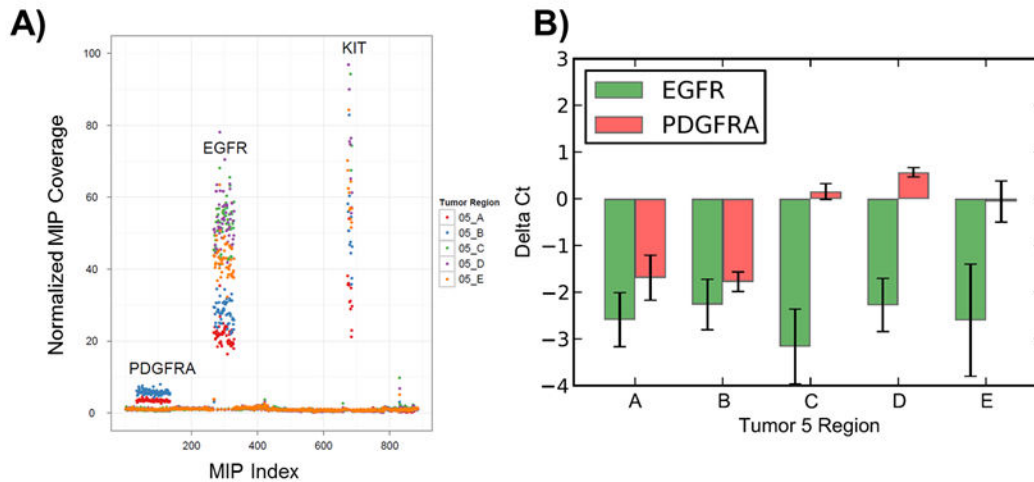 A)
Normalized MIP Coverage
100
80
60
40
20
0
KIT
EGFR
PDGFRA
200
400
600
800
MIP Index
Tumor Region
05_A
05_B
05_C
05_D
05_E
B)
Delta Ct
3
2
1
0
−1
−2
−3
−4
EGFR
PDGFRA
A
B
C
D
E
Tumor 5 Region